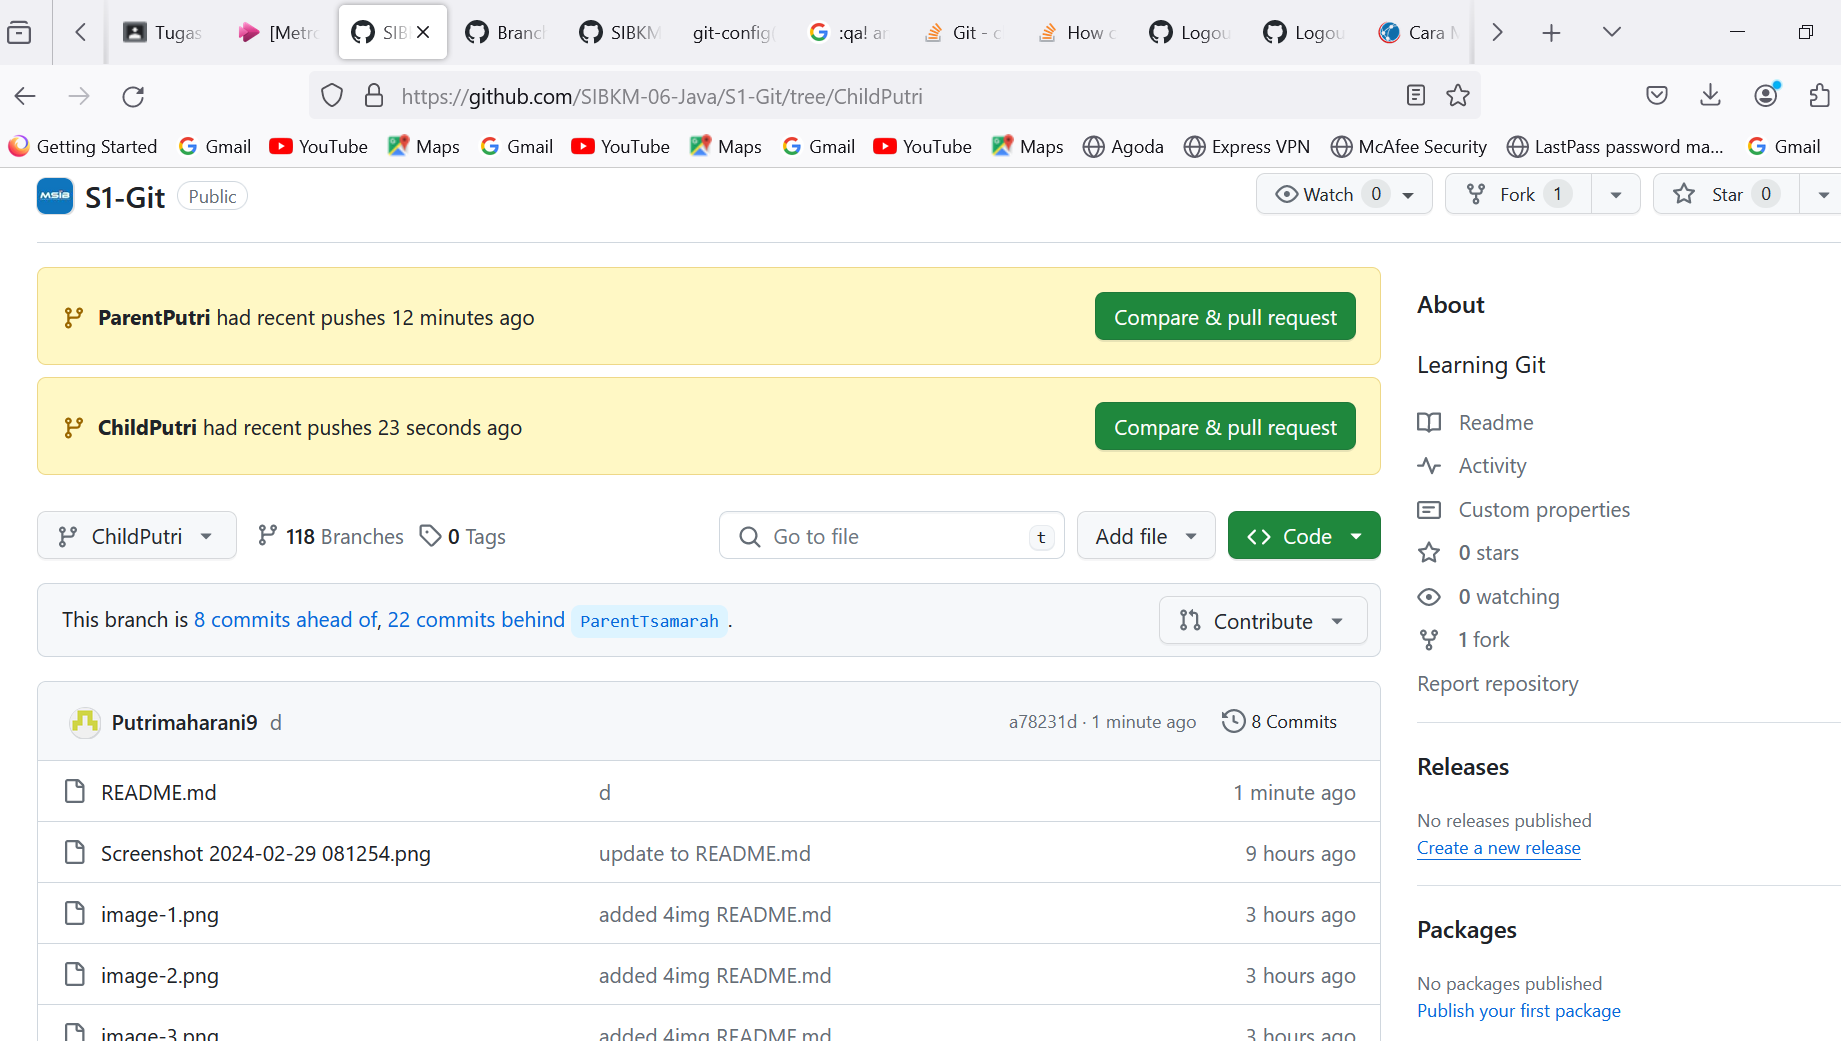 Tugas [Metro SIB Branch SIBKM git-config( :qa! an Git - c How c Logou Logou Cara M
https://github.com/SIBKM-06-Java/S1-Git/tree/ChildPutri
Getting Started Gmail YouTube Maps Gmail YouTube Maps Gmail YouTube Maps Agoda Express VPN McAfee Security LastPass password ma... Gmail
S1-Git Public Watch 0 Fork 1 Star 0
ParentPutri had recent pushes 12 minutes ago Compare & pull request
ChildPutri had recent pushes 23 seconds ago Compare & pull request
ChildPutri 118 Branches 0 Tags Go to file t Add file <> Code
This branch is 8 commits ahead of, 22 commits behind ParentTsamarah . Contribute
Putrimaharani9 d a78231d · 1 minute ago 8 Commits
README.md d 1 minute ago
Screenshot 2024-02-29 081254.png update to README.md 9 hours ago
image-1.png added 4img README.md 3 hours ago
image-2.png added 4img README.md 3 hours ago
image-3.png added 4img README.md 3 hours ago
About
Learning Git
Readme
Activity
Custom properties
0 stars
0 watching
1 fork
Report repository
Releases
No releases published
Create a new release
Packages
No packages published
Publish your first package